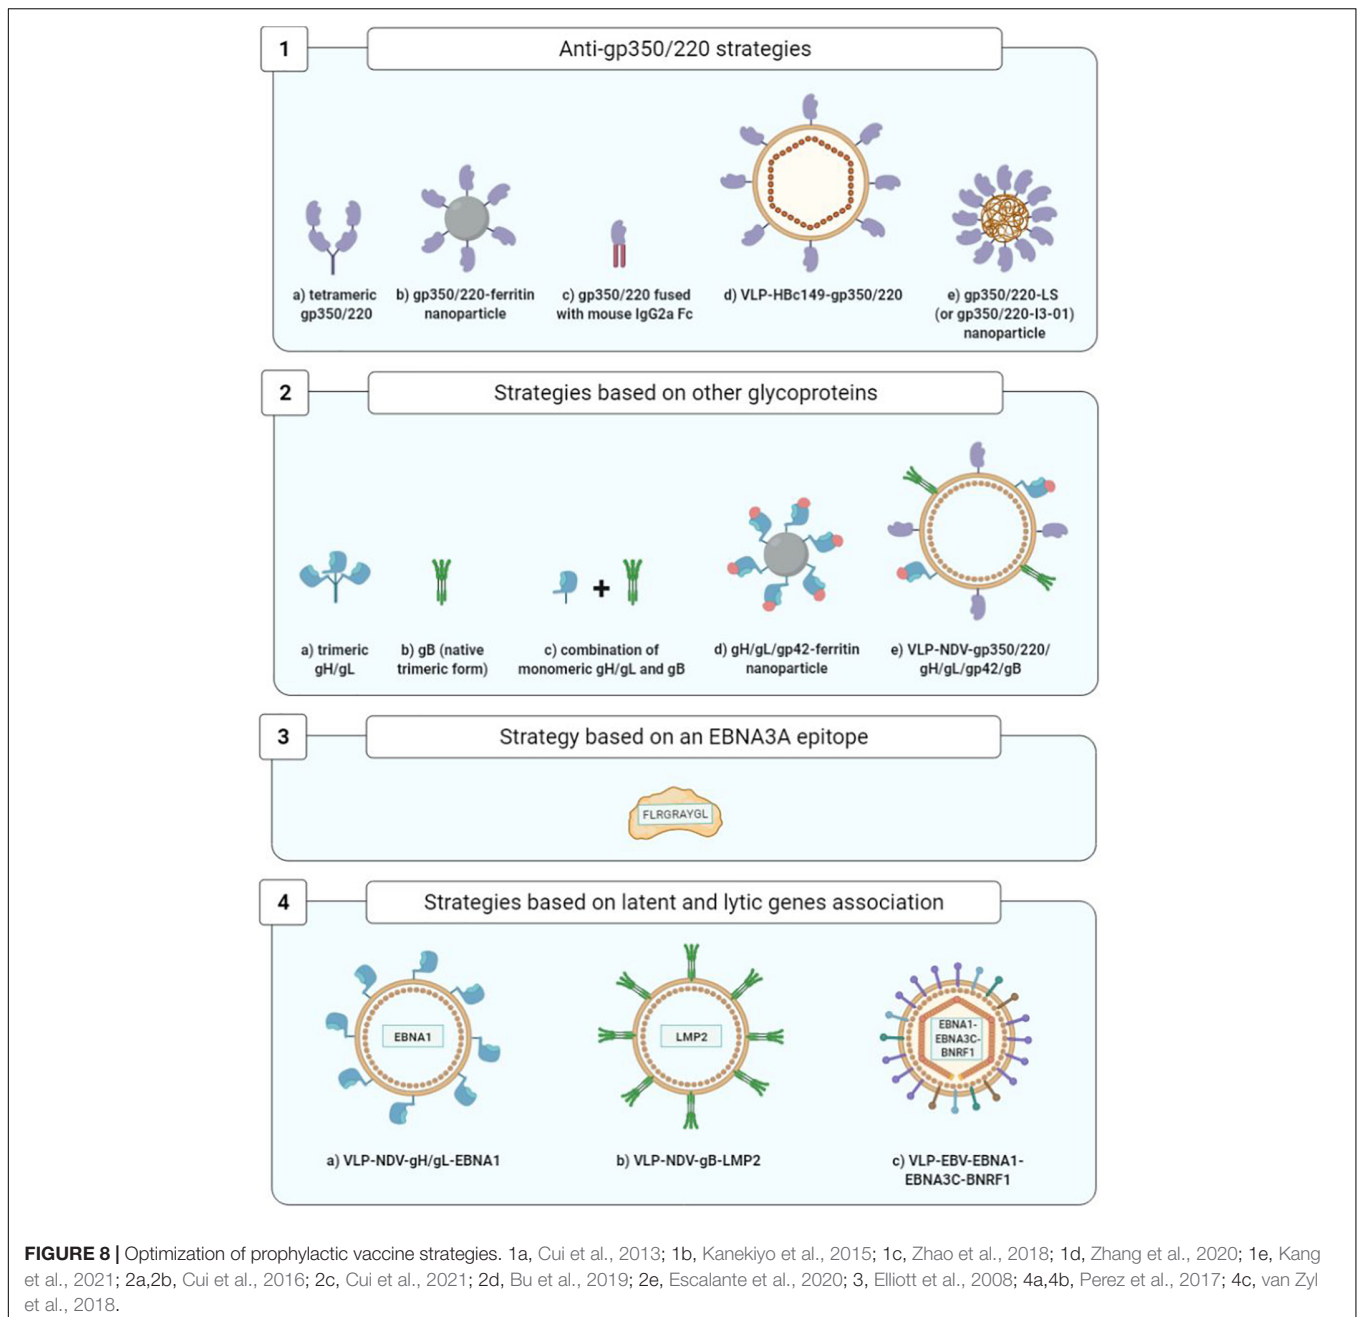 1
Anti-gp350/220 strategies
a) tetrameric
gp350/220
b) gp350/220-ferritin
nanoparticle
c) gp350/220 fused
with mouse IgG2a Fc
d) VLP-HBc149-gp350/220
e) gp350/220-LS
(or gp350/220-I3-01)
nanoparticle
2
Strategies based on other glycoproteins
+
a) trimeric
gH/gL
b) gB (native
trimeric form)
c) combination of
monomeric gH/gL and gB
d) gH/gL/gp42-ferritin
nanoparticle
e) VLP-NDV-gp350/220/
gH/gL/gp42/gB
3
Strategy based on an EBNA3A epitope
FLRGRAYGL
4
Strategies based on latent and lytic genes association
EBNA1
LMP2
EBNA1-
EBNA3C-
BNRF1
a) VLP-NDV-gH/gL-EBNA1
b) VLP-NDV-gB-LMP2
c) VLP-EBV-EBNA1-
EBNA3C-BNRF1
FIGURE 8 | Optimization of prophylactic vaccine strategies. 1a, Cui et al., 2013; 1b, Kanekiyo et al., 2015; 1c, Zhao et al., 2018; 1d, Zhang et al., 2020; 1e, Kang
et al., 2021; 2a,2b, Cui et al., 2016; 2c, Cui et al., 2021; 2d, Bu et al., 2019; 2e, Escalante et al., 2020; 3, Elliott et al., 2008; 4a,4b, Perez et al., 2017; 4c, van Zyl
et al., 2018.